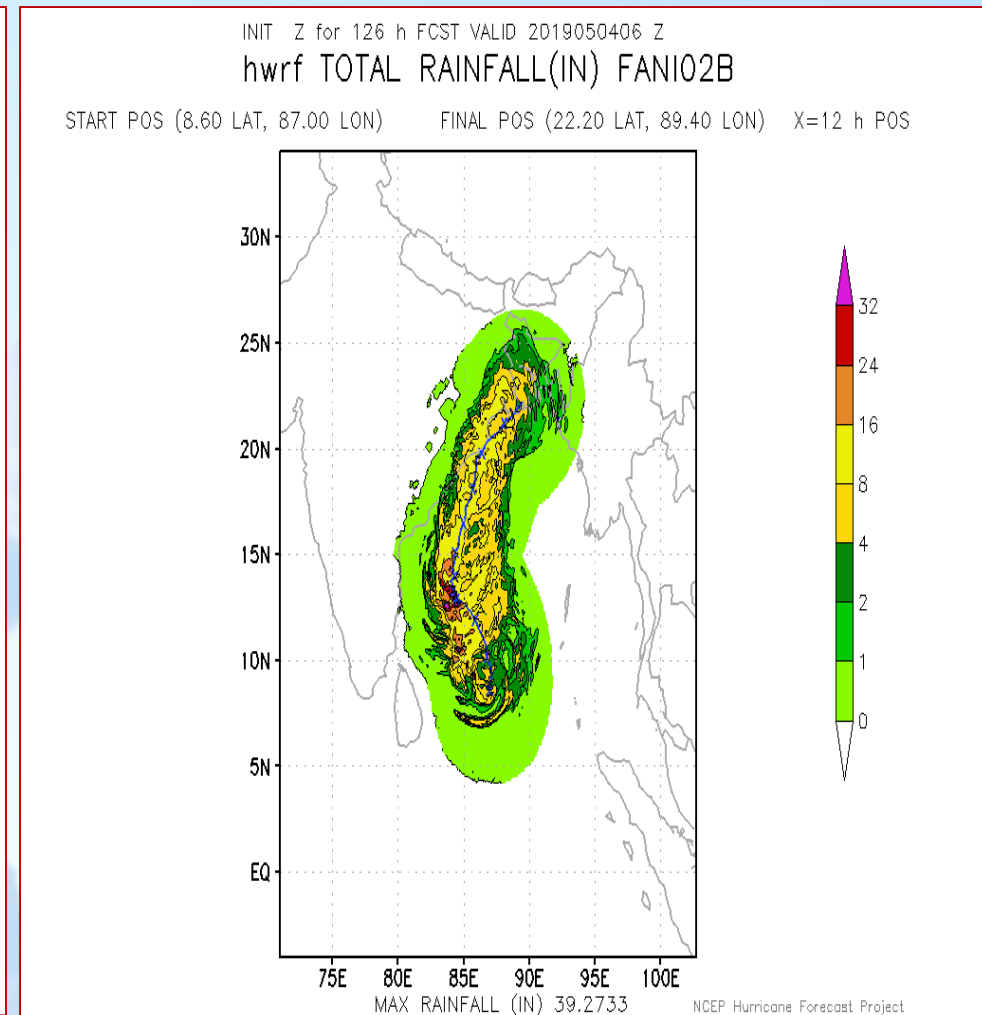 INIT Z for 126 h FCST VALID 2019050406 Z
hwrf TOTAL RAINFALL(IN) FANI02B
START POS (8.60 LAT, 87.00 LON) FINAL POS (22.20 LAT, 89.40 LON) X=12 h POS
30N
25N
20N
15N
10N
5N
EQ
75E 80E 85E 90E 95E 100E
32
24
16
8
4
2
1
0
MAX RAINFALL (IN) 39.2733
NCEP Hurricane Forecast Project